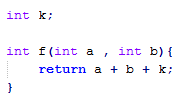 int k;
int f(int a , int b){
return a + b + k;
}